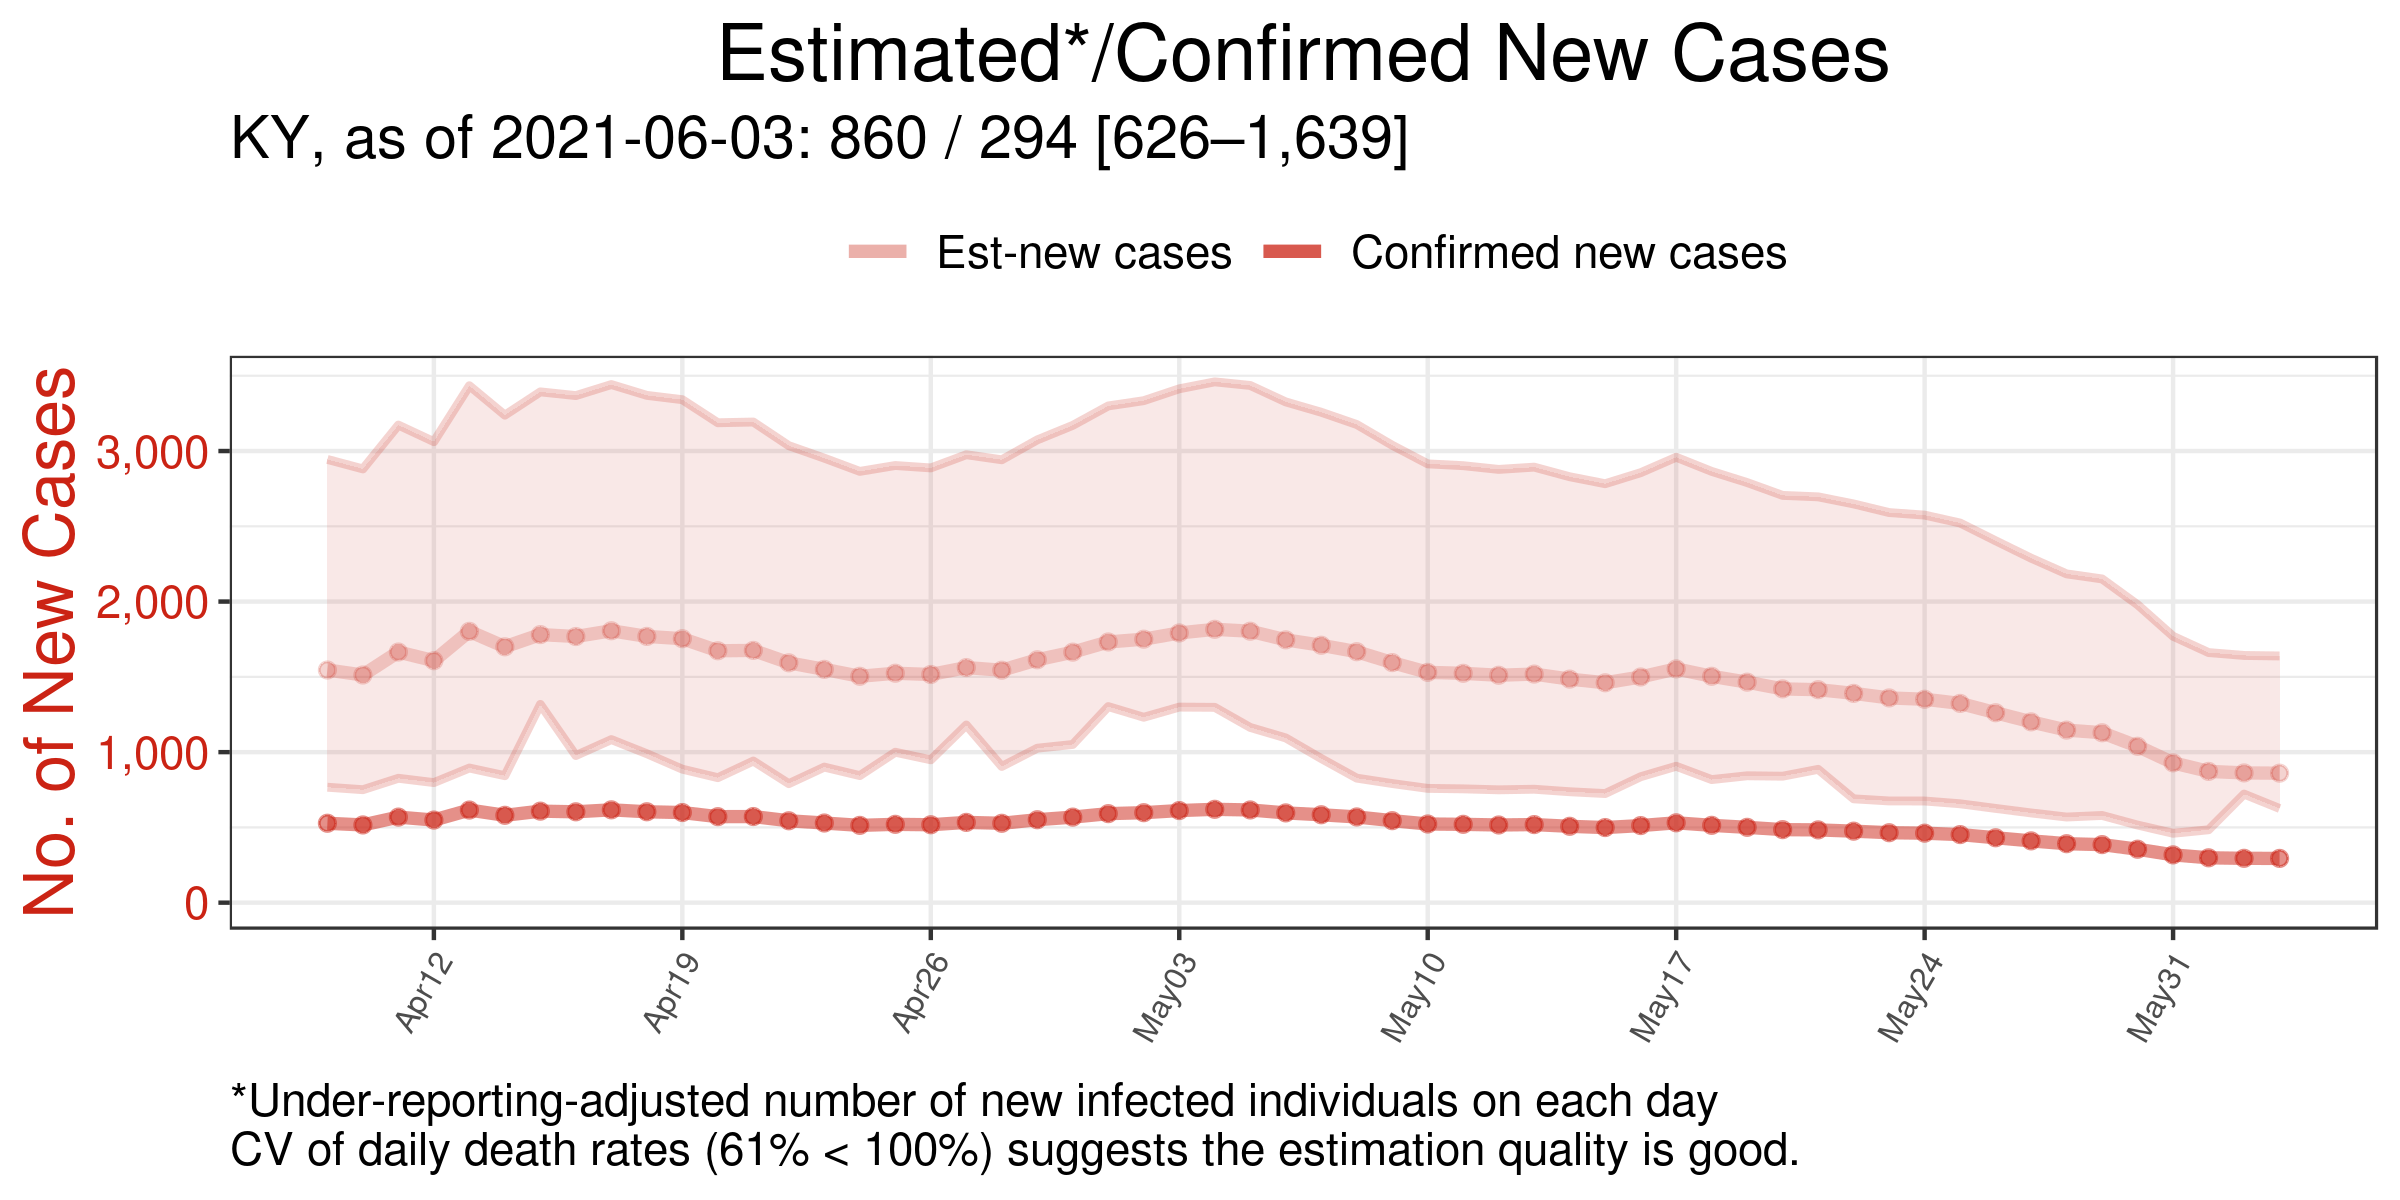 Estimated*/Confirmed New Cases
KY, as of 2021-06-03: 860 / 294 [626–1,639]
Est-new cases
Confirmed new cases
No. of New Cases
3,000
2,000
1,000
0
Apr12
Apr19
Apr26
May03
May10
May17
May24
May31
*Under-reporting-adjusted number of new infected individuals on each day
CV of daily death rates (61% < 100%) suggests the estimation quality is good.